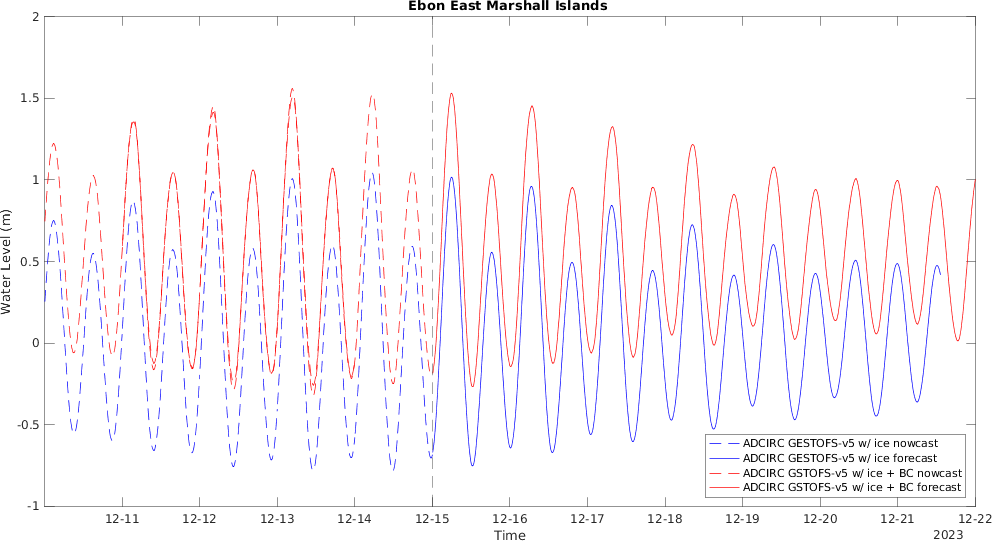 Ebon East Marshall Islands
Water Level (m)
2
1.5
1
0.5
0
-0.5
-1
12-11
12-12
12-13
12-14
12-15
12-16
12-17
12-18
12-19
12-20
12-21
12-22
Time
2023
ADCIRC GESTOFS-v5 w/ ice nowcast
ADCIRC GESTOFS-v5 w/ ice forecast
ADCIRC GSTOFS-v5 w/ ice + BC nowcast
ADCIRC GSTOFS-v5 w/ ice + BC forecast